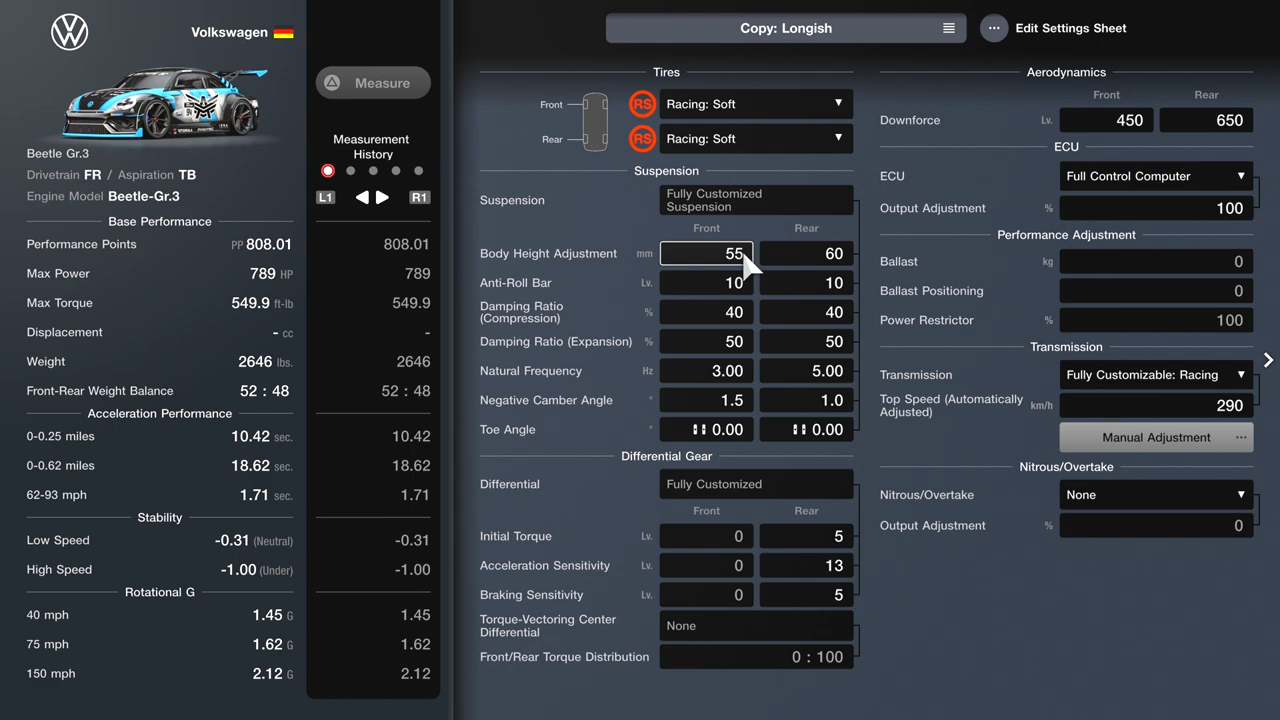 Volkswagen
Beetle Gr.3
Drivetrain FR / Aspiration TB
Engine Model Beetle-Gr.3
Base Performance
Performance Points PP 808.01
Max Power 789 HP
Max Torque 549.9 ft-lb
Displacement - cc
Weight 2646 lbs.
Front-Rear Weight Balance 52 : 48
Acceleration Performance
0-0.25 miles 10.42 sec.
0-0.62 miles 18.62 sec.
62-93 mph 1.71 sec.
Stability
Low Speed -0.31 (Neutral)
High Speed -1.00 (Under)
Rotational G
40 mph 1.45 G
75 mph 1.62 G
150 mph 2.12 G
Measure
Measurement
History
L1 R1
808.01
789
549.9
-
2646
52 : 48
10.42
18.62
1.71
-0.31
-1.00
1.45
1.62
2.12
Copy: Longish
Edit Settings Sheet
Tires
Front RS Racing: Soft
Rear RS Racing: Soft
Suspension
Suspension Fully Customized
Suspension
Front Rear
Body Height Adjustment mm 55 60
Anti-Roll Bar Lv. 10 10
Damping Ratio
(Compression) % 40 40
Damping Ratio (Expansion) % 50 50
Natural Frequency Hz 3.00 5.00
Negative Camber Angle ° 1.5 1.0
Toe Angle ° 0.00 0.00
Differential Gear
Differential Fully Customized
Front Rear
Initial Torque Lv. 0 5
Acceleration Sensitivity Lv. 0 13
Braking Sensitivity Lv. 0 5
Torque-Vectoring Center
Differential None
Front/Rear Torque Distribution 0 : 100
Aerodynamics
Front Rear
Downforce Lv. 450 650
ECU
ECU Full Control Computer
Output Adjustment % 100
Performance Adjustment
Ballast kg 0
Ballast Positioning 0
Power Restrictor % 100
Transmission
Transmission Fully Customizable: Racing
Top Speed (Automatically
Adjusted) km/h 290
Manual Adjustment
Nitrous/Overtake
Nitrous/Overtake None
Output Adjustment % 0